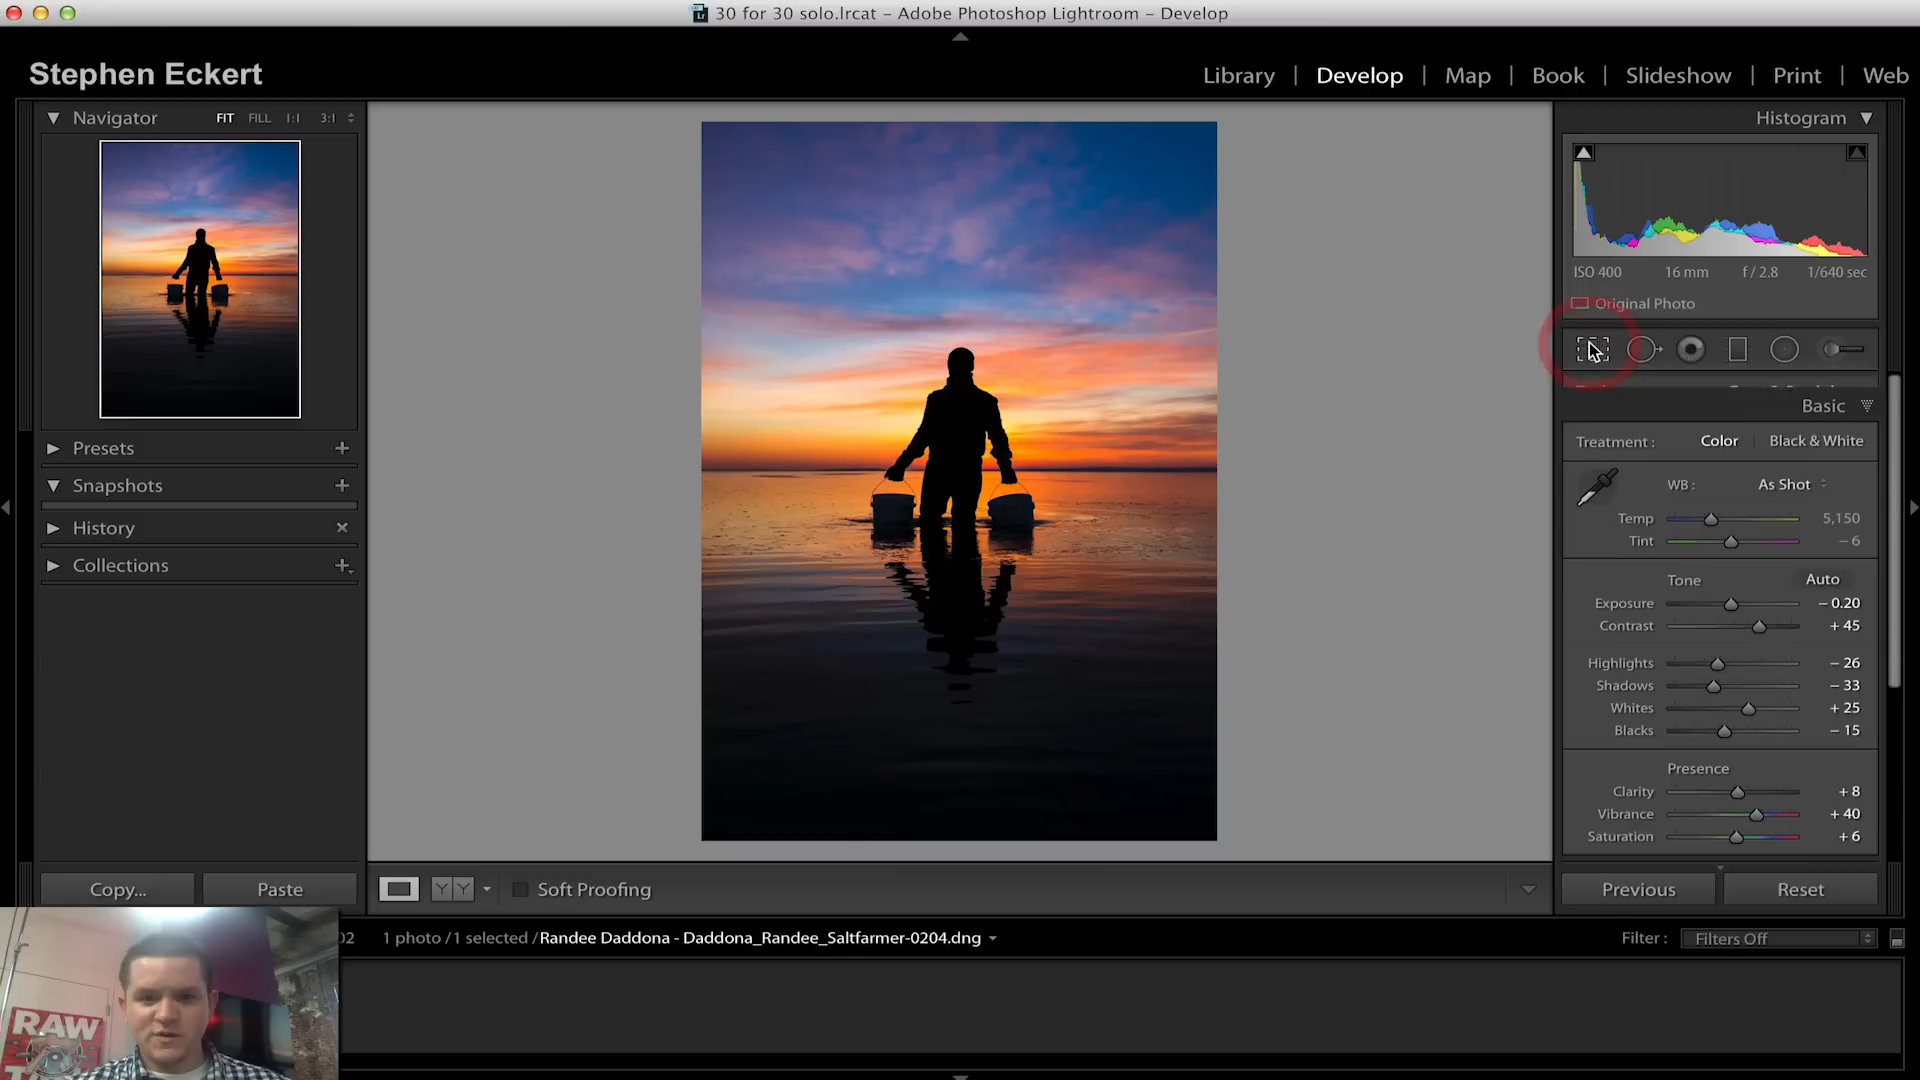 30 for 30 solo.lrcat – Adobe Photoshop Lightroom – Develop
Stephen Eckert
Library | Develop | Map | Book | Slideshow | Print | Web
Navigator FIT FILL 1:1 3:1
Histogram
ISO 400 16 mm f / 2.8 1/640 sec
Original Photo
Basic
Treatment : Color Black & White
WB : As Shot
Temp 5,150
Tint – 6
Tone Auto
Exposure – 0.20
Contrast + 45
Highlights – 26
Shadows – 33
Whites + 25
Blacks – 15
Presence
Clarity + 8
Vibrance + 40
Saturation + 6
Presets
Snapshots
History
Collections
Copy... Paste
Y Y Soft Proofing
Previous Reset
02 1 photo /1 selected /Randee Daddona - Daddona_Randee_Saltfarmer-0204.dng
Filter : Filters Off
RAW